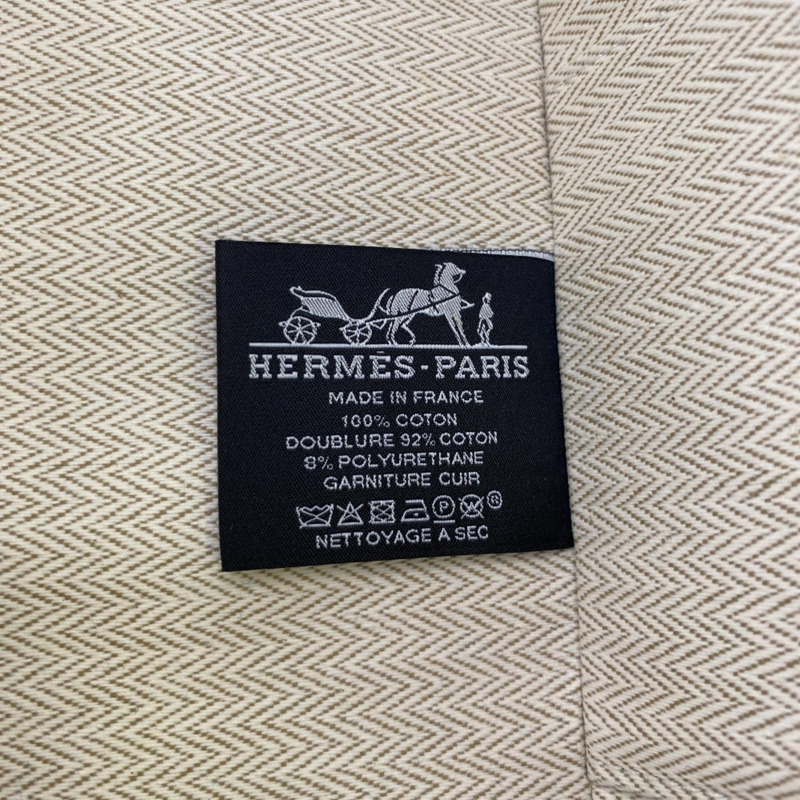 HERMÈS-PARIS
MADE IN FRANCE
100% COTON
DOUBLURE 92% COTON
8% POLYURETHANE
GARNITURE CUIR
P W ®
NETTOYAGE A SEC